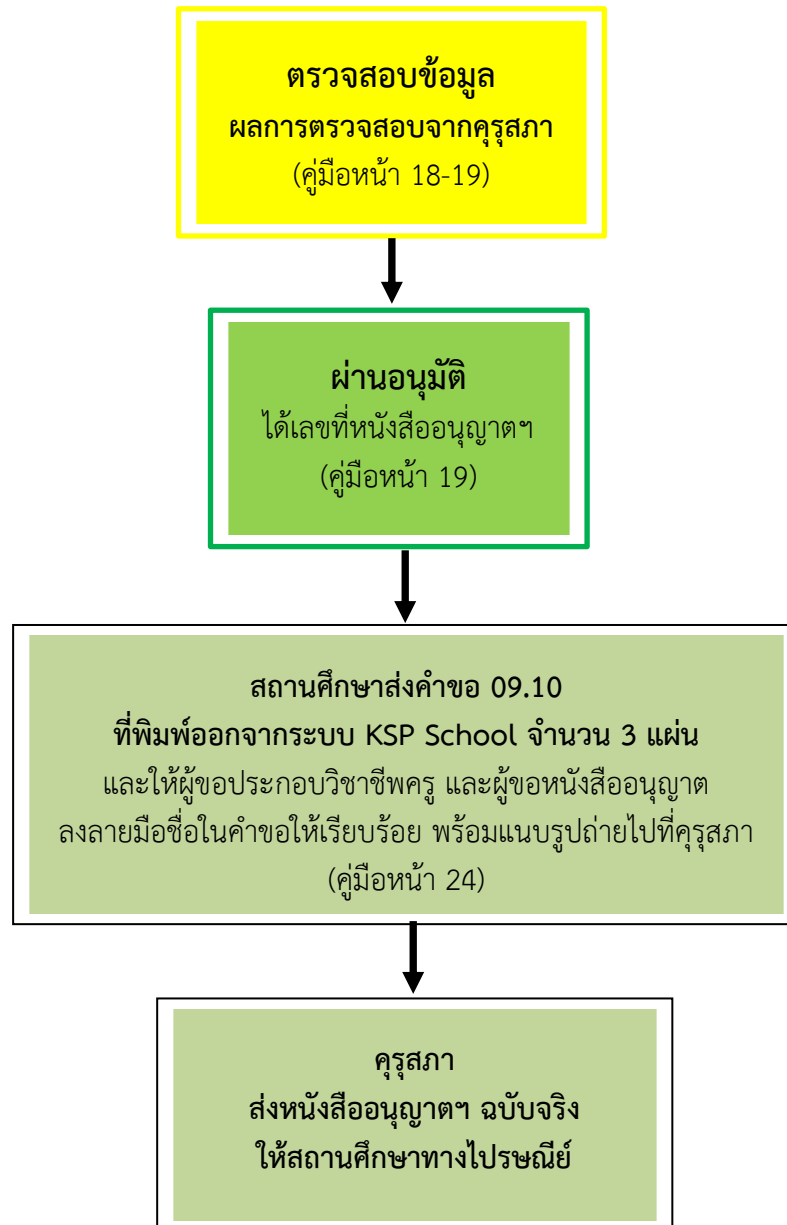 ตรวจสอบข้อมูล
ผลการตรวจสอบจากคุรุสภา
(คู่มือหน้า 18-19)
ผ่านอนุมัติ
ได้เลขที่หนังสืออนุญาตฯ
(คู่มือหน้า 19)
สถานศึกษาส่งคำขอ 09.10
ที่พิมพ์ออกจากระบบ KSP School จำนวน 3 แผ่น
และให้ผู้ขอประกอบวิชาชีพครู และผู้ขอหนังสืออนุญาต
ลงลายมือชื่อในคำขอให้เรียบร้อย พร้อมแนบรูปถ่ายไปที่คุรุสภา
(คู่มือหน้า 24)
คุรุสภา
ส่งหนังสืออนุญาตฯ ฉบับจริง
ให้สถานศึกษาทางไปรษณีย์